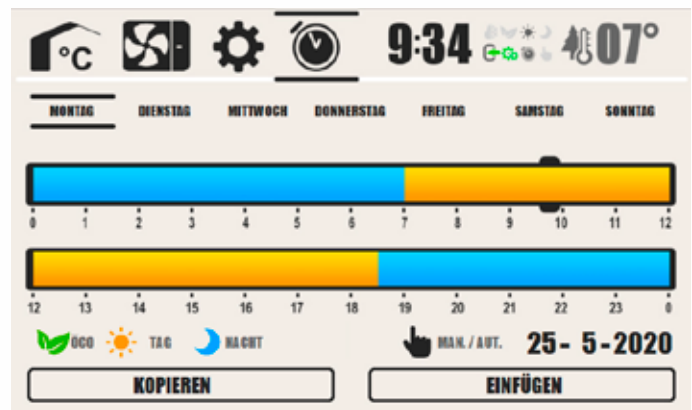 °C 9:34 07°
MONTAG DIENSTAG MITTWOCH DONNERSTAG FREITAG SAMSTAG SONNTAG
0 1 2 3 4 5 6 7 8 9 10 11 12
12 13 14 15 16 17 18 19 20 21 22 23 0
ÖCO TAG NACHT MAN. / AUT. 25- 5-2020
KOPIEREN EINFÜGEN